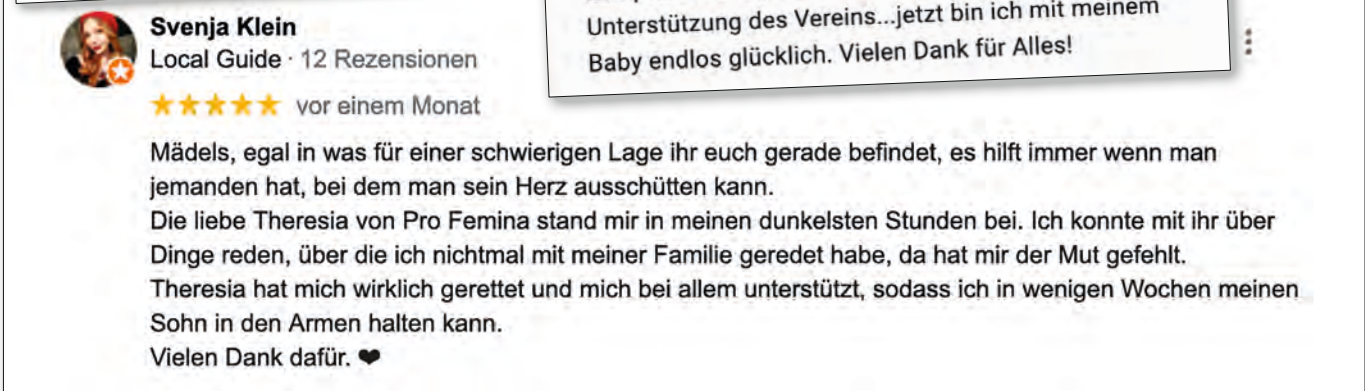 Unterstützung des Vereins...jetzt bin ich mit meinem
Baby endlos glücklich. Vielen Dank für Alles!
Svenja Klein
Local Guide · 12 Rezensionen
★★★★★ vor einem Monat
Mädels, egal in was für einer schwierigen Lage ihr euch gerade befindet, es hilft immer wenn man
jemanden hat, bei dem man sein Herz ausschütten kann.
Die liebe Theresia von Pro Femina stand mir in meinen dunkelsten Stunden bei. Ich konnte mit ihr über
Dinge reden, über die ich nichtmal mit meiner Familie geredet habe, da hat mir der Mut gefehlt.
Theresia hat mich wirklich gerettet und mich bei allem unterstützt, sodass ich in wenigen Wochen meinen
Sohn in den Armen halten kann.
Vielen Dank dafür. ❤